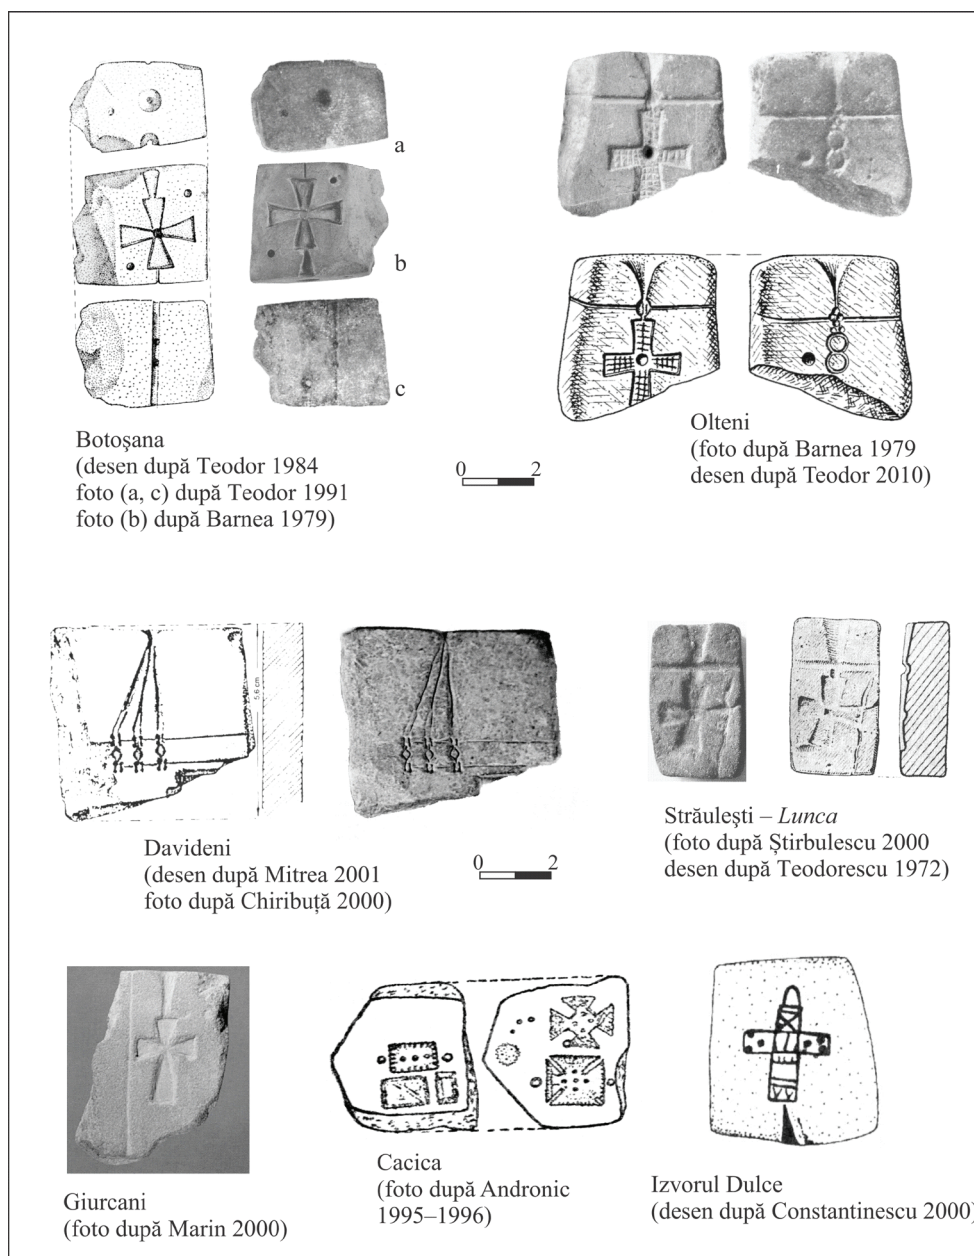 a
b
c
Botoşana
(desen după Teodor 1984
foto (a, c) după Teodor 1991
foto (b) după Barnea 1979)
0 2
Olteni
(foto după Barnea 1979
desen după Teodor 2010)
5.6 cm
Davideni
(desen după Mitrea 2001
foto după Chiribuţă 2000)
0 2
Străuleşti – Lunca
(foto după Știrbulescu 2000
desen după Teodorescu 1972)
Giurcani
(foto după Marin 2000)
Cacica
(foto după Andronic
1995–1996)
Izvorul Dulce
(desen după Constantinescu 2000)